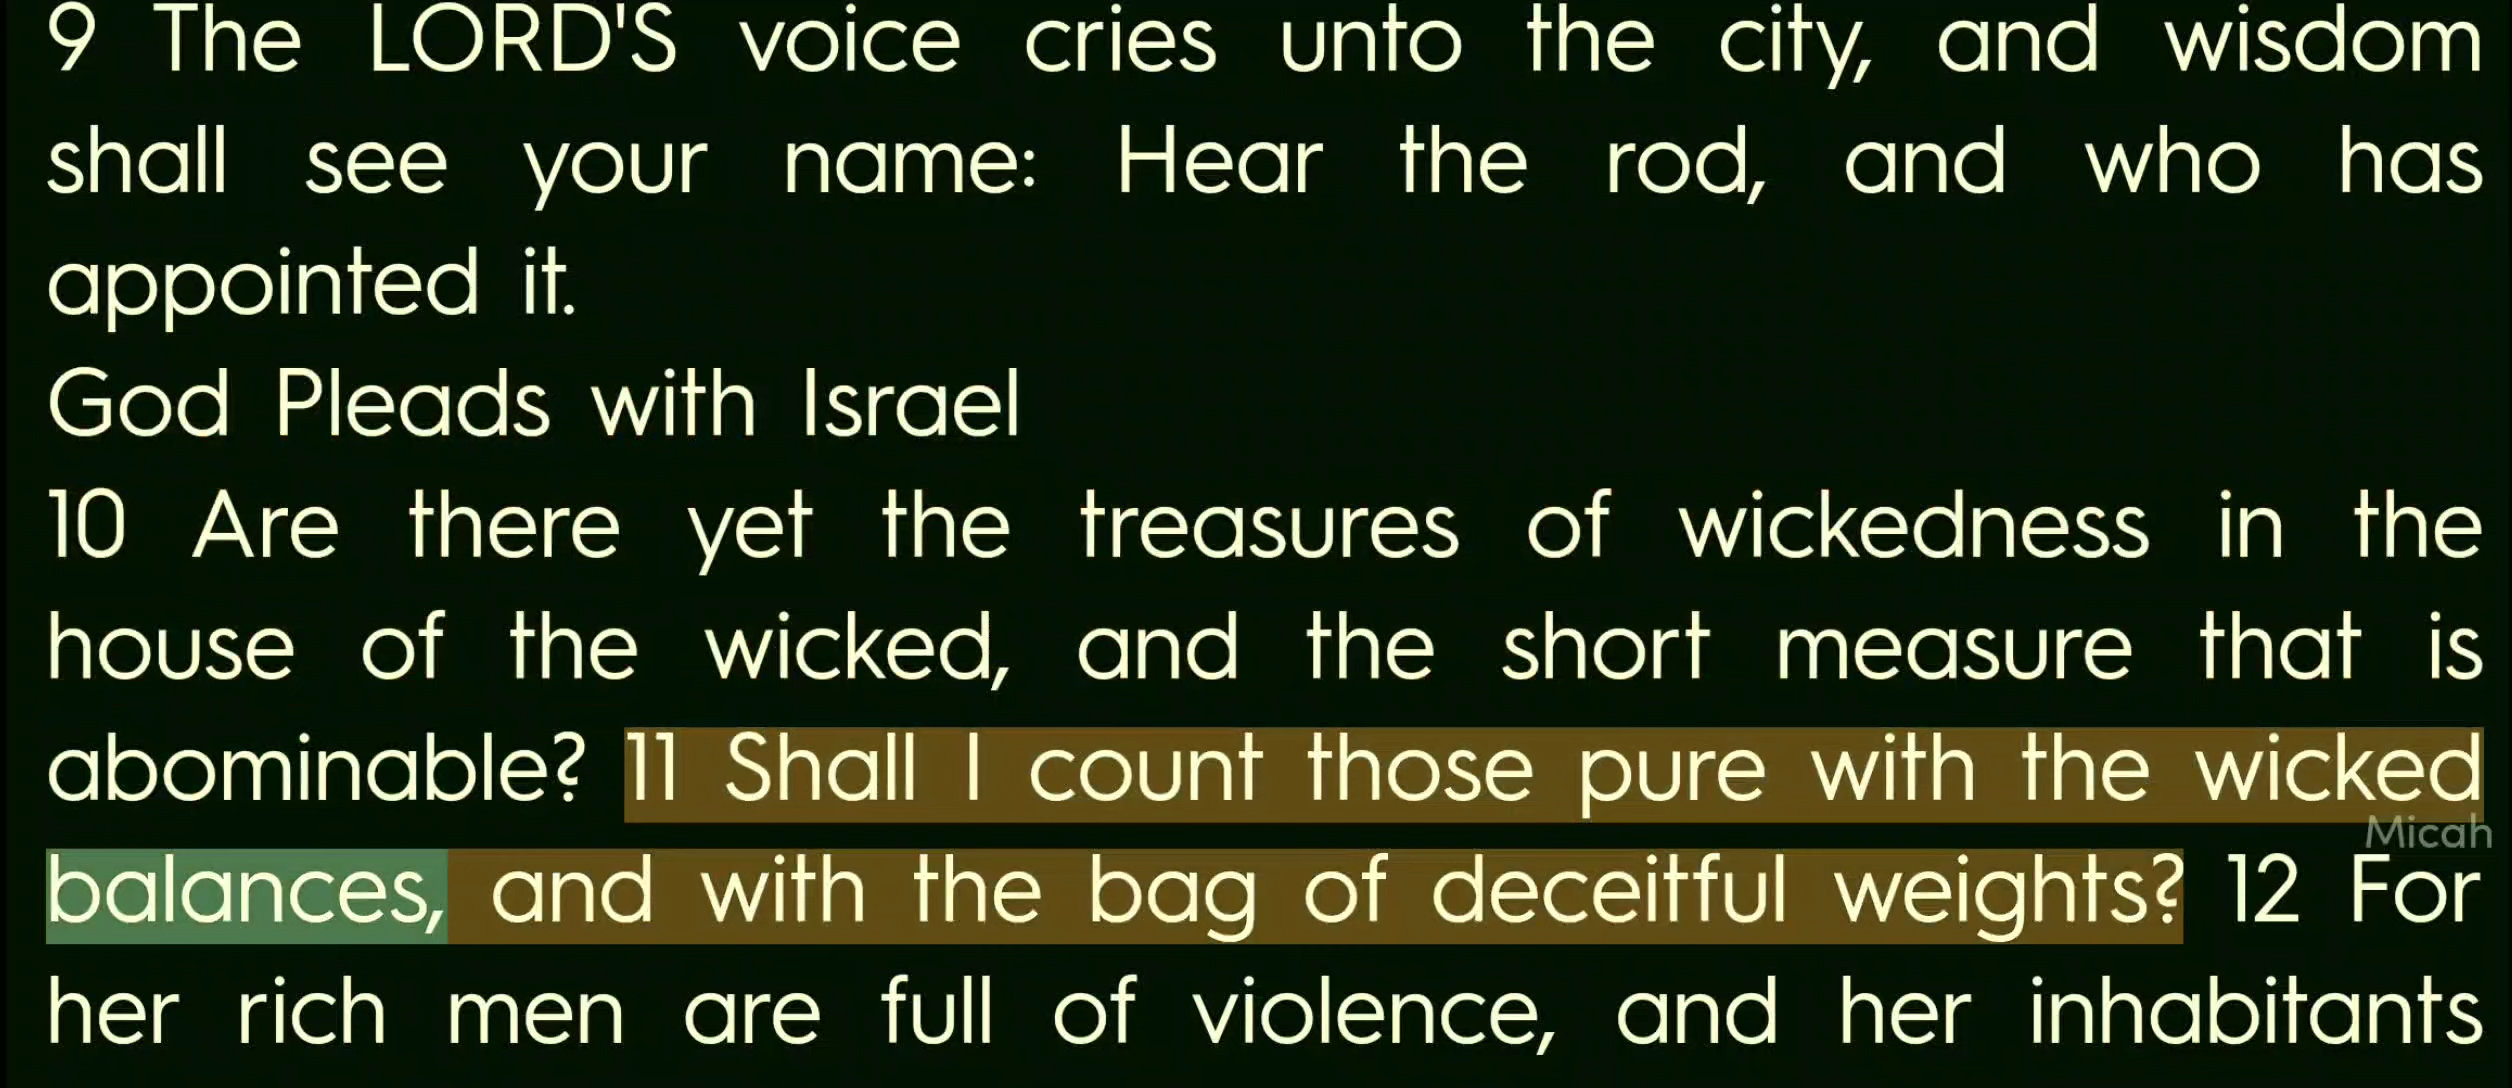 9 The LORD'S voice cries unto the city, and wisdom
shall see your name: Hear the rod, and who has
appointed it.
God Pleads with Israel
10 Are there yet the treasures of wickedness in the
house of the wicked, and the short measure that is
abominable? 11 Shall I count those pure with the wicked
Micah
balances, and with the bag of deceitful weights? 12 For
her rich men are full of violence, and her inhabitants